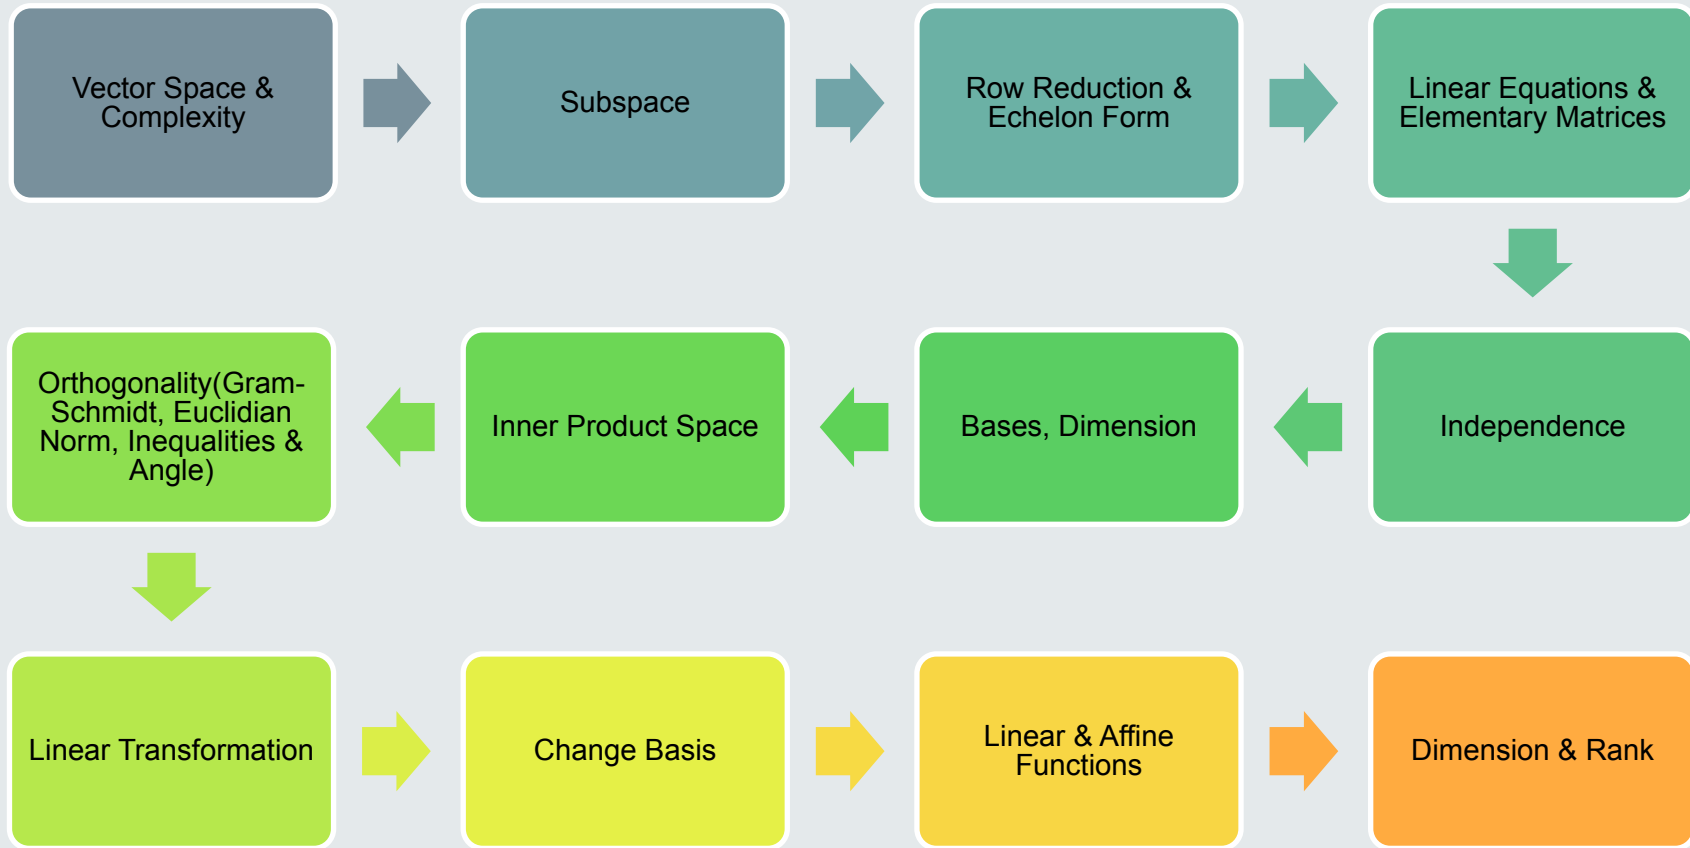 Vector Space &
Complexity
Subspace
Row Reduction &
Echelon Form
Linear Equations &
Elementary Matrices
Independence
Bases, Dimension
Inner Product Space
Orthogonality(Gram-
Schmidt, Euclidian
Norm, Inequalities &
Angle)
Linear Transformation
Change Basis
Linear & Affine
Functions
Dimension & Rank